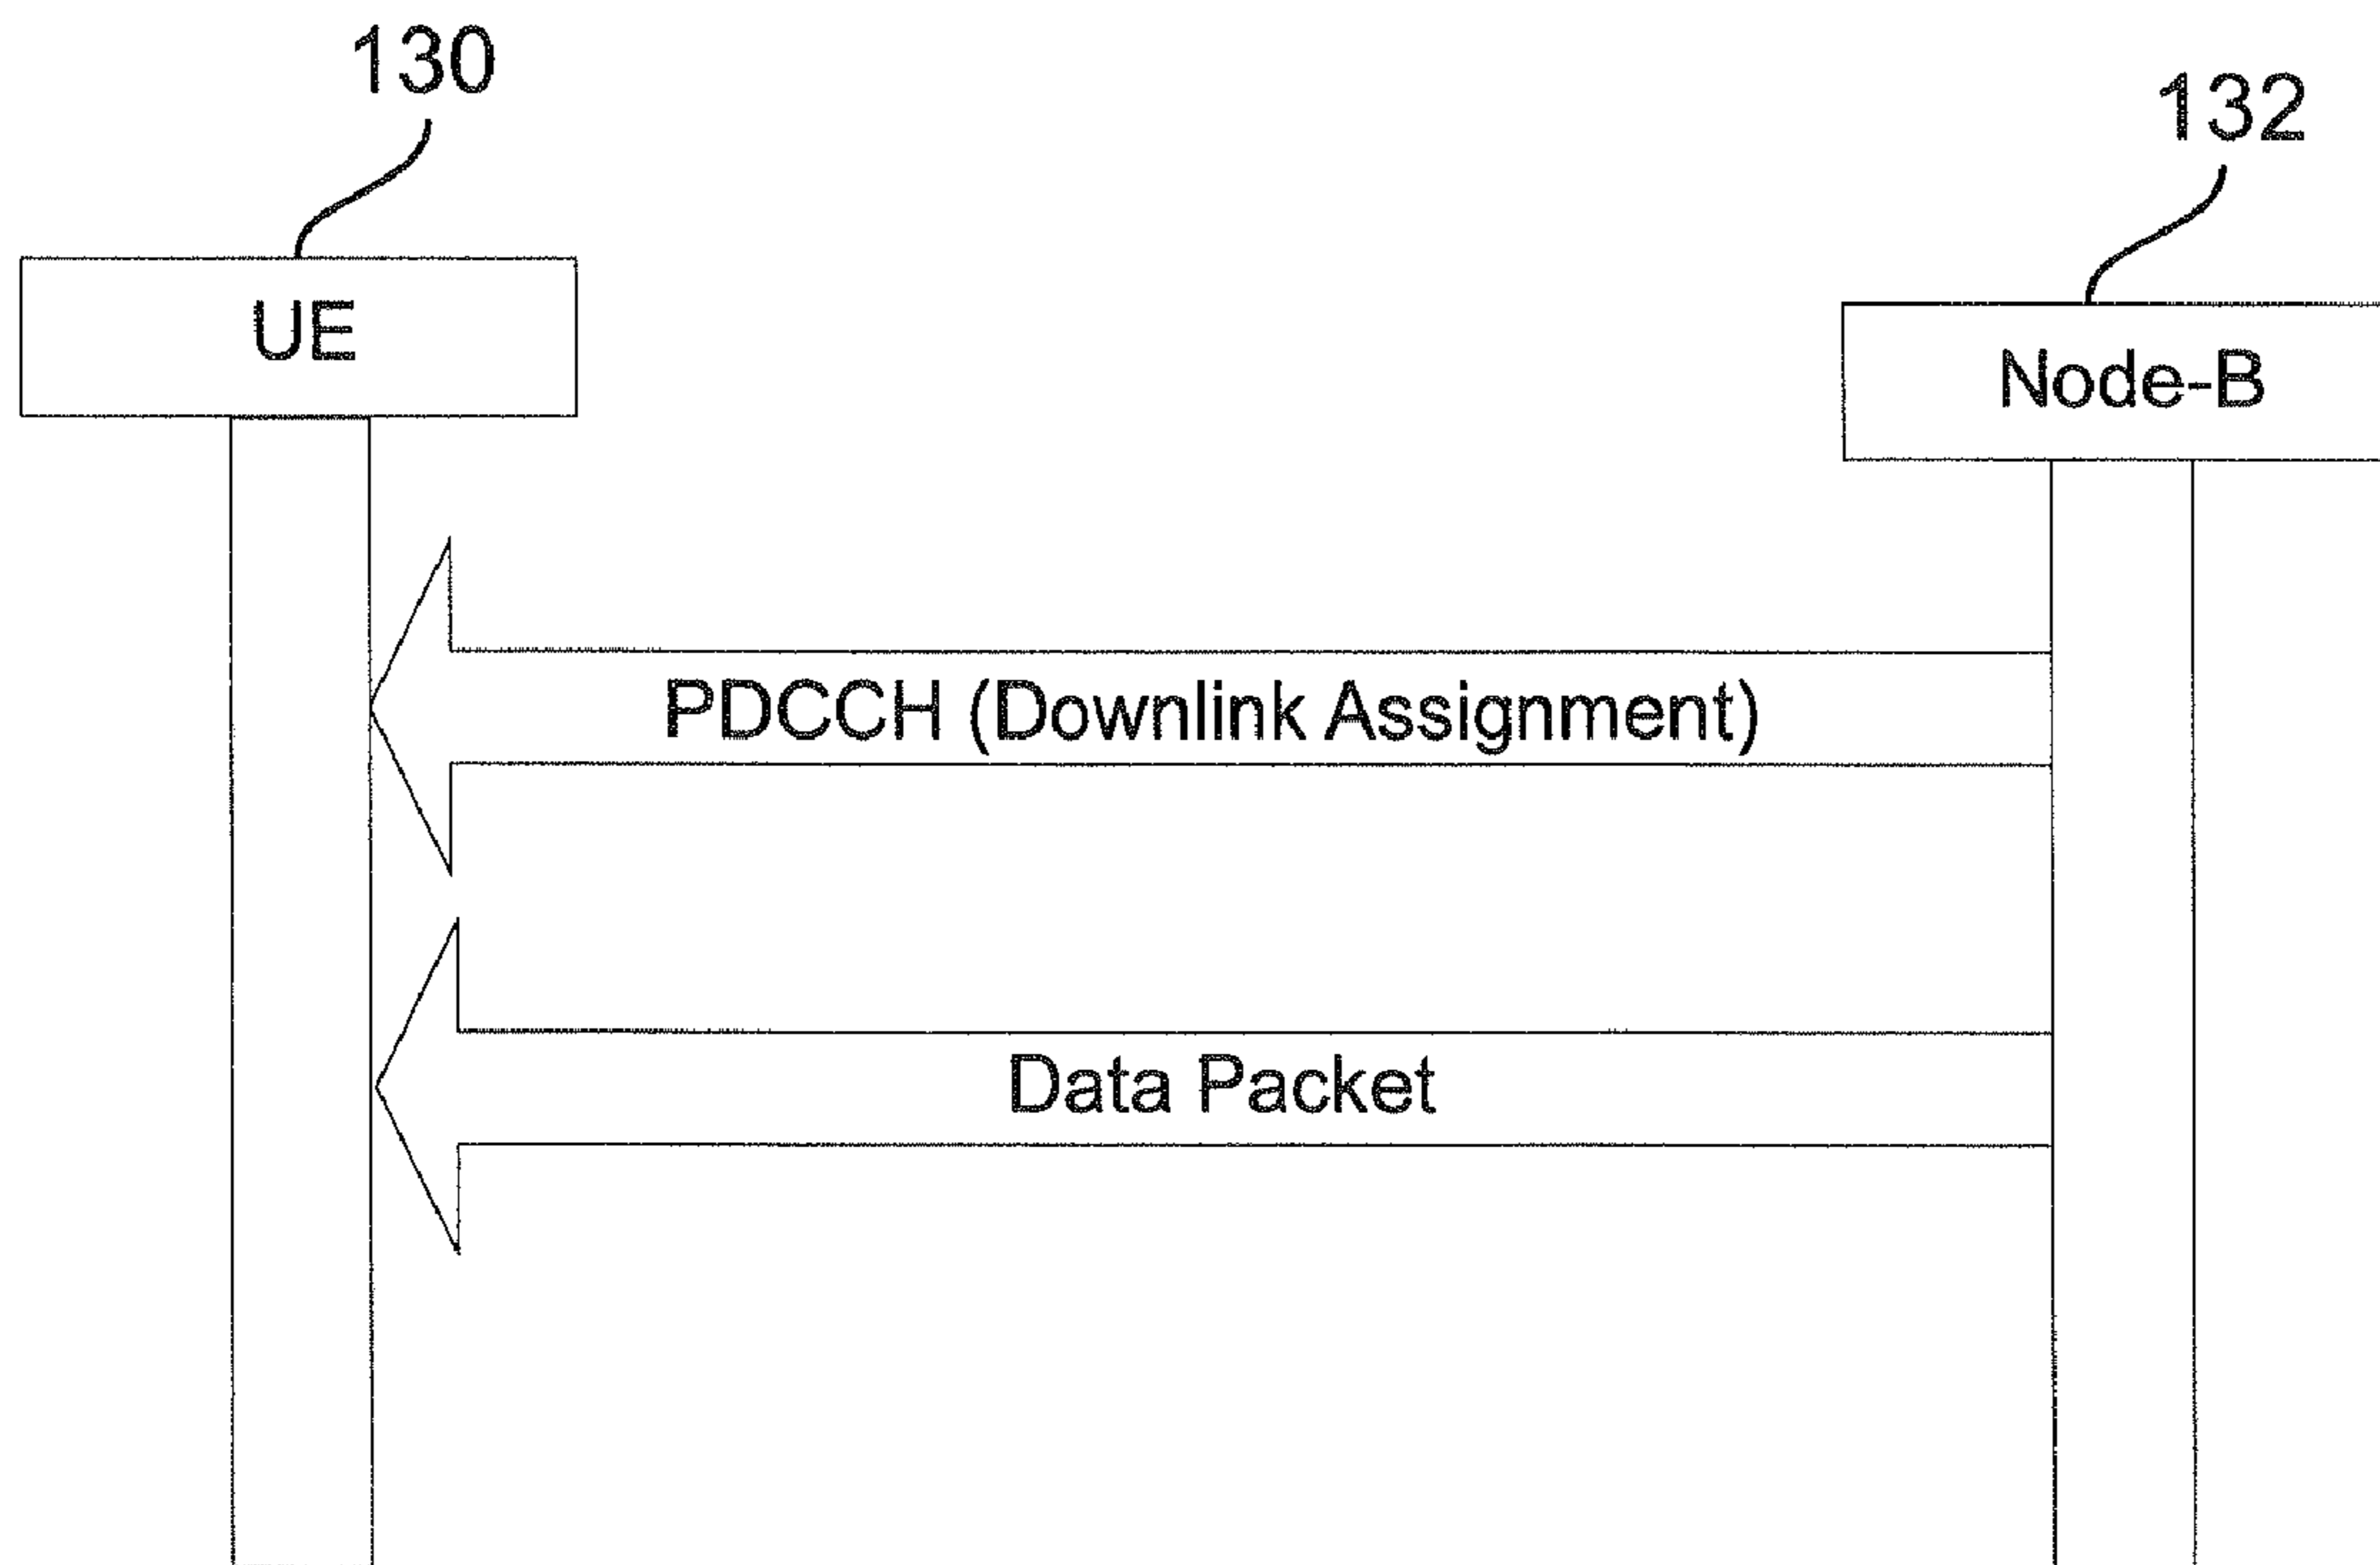 130
132
UE
Node-B
PDCCH (Downlink Assignment)
Data Packet